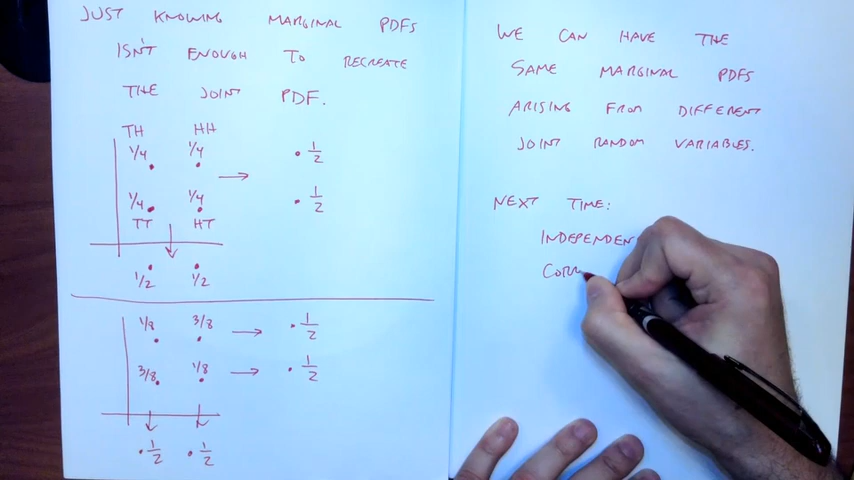 JUST KNOWING MARGINAL PDFS
ISN'T ENOUGH TO RECREATE
THE JOINT PDF.
TH HH
1/4 1/4 → 1/2
1/4 1/4 1/2
TT HT
1/2 1/2
1/8 3/8 → 1/2
3/8 1/8 → 1/2
1/2 1/2
WE CAN HAVE THE
SAME MARGINAL PDFS
ARISING FROM DIFFERENT
JOINT RANDOM VARIABLES.
NEXT TIME:
INDEPENDEN
CORR